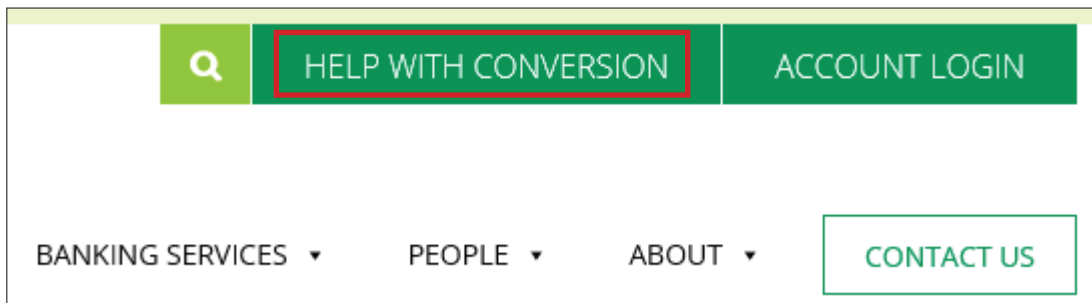 HELP WITH CONVERSION ACCOUNT LOGIN
BANKING SERVICES PEOPLE ABOUT CONTACT US